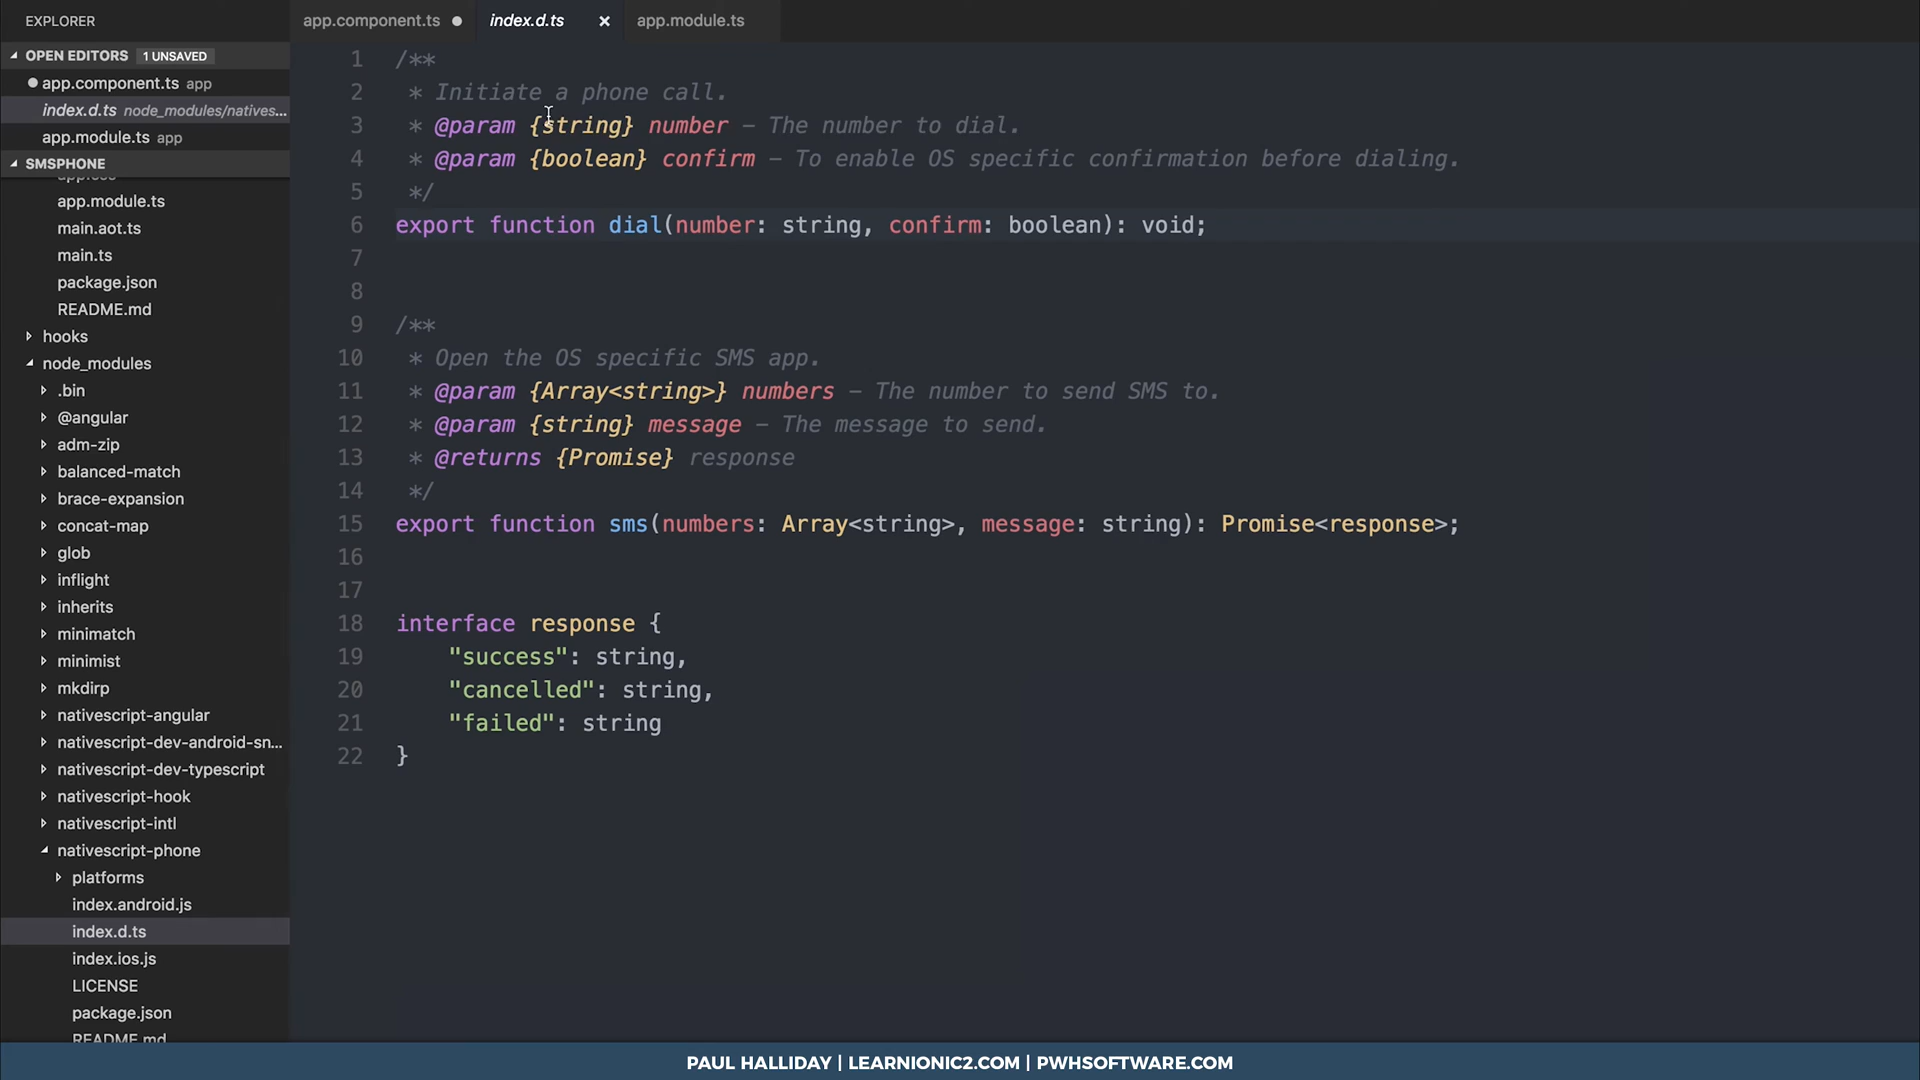 EXPLORER
app.component.ts
index.d.ts
app.module.ts
OPEN EDITORS 1 UNSAVED
app.component.ts app
index.d.ts node_modules/natives...
app.module.ts app
SMSPHONE
app.css
app.module.ts
main.aot.ts
main.ts
package.json
README.md
hooks
node_modules
.bin
@angular
adm-zip
balanced-match
brace-expansion
concat-map
glob
inflight
inherits
minimatch
minimist
mkdirp
nativescript-angular
nativescript-dev-android-sn...
nativescript-dev-typescript
nativescript-hook
nativescript-intl
nativescript-phone
platforms
index.android.js
index.d.ts
index.ios.js
LICENSE
package.json
README.md
1 /**
2 * Initiate a phone call.
3 * @param {string} number - The number to dial.
4 * @param {boolean} confirm - To enable OS specific confirmation before dialing.
5 */
6 export function dial(number: string, confirm: boolean): void;
7
8
9 /**
10 * Open the OS specific SMS app.
11 * @param {Array<string>} numbers - The number to send SMS to.
12 * @param {string} message - The message to send.
13 * @returns {Promise} response
14 */
15 export function sms(numbers: Array<string>, message: string): Promise<response>;
16
17
18 interface response {
19 "success": string,
20 "cancelled": string,
21 "failed": string
22 }
PAUL HALLIDAY | LEARNIONIC2.COM | PWHSOFTWARE.COM